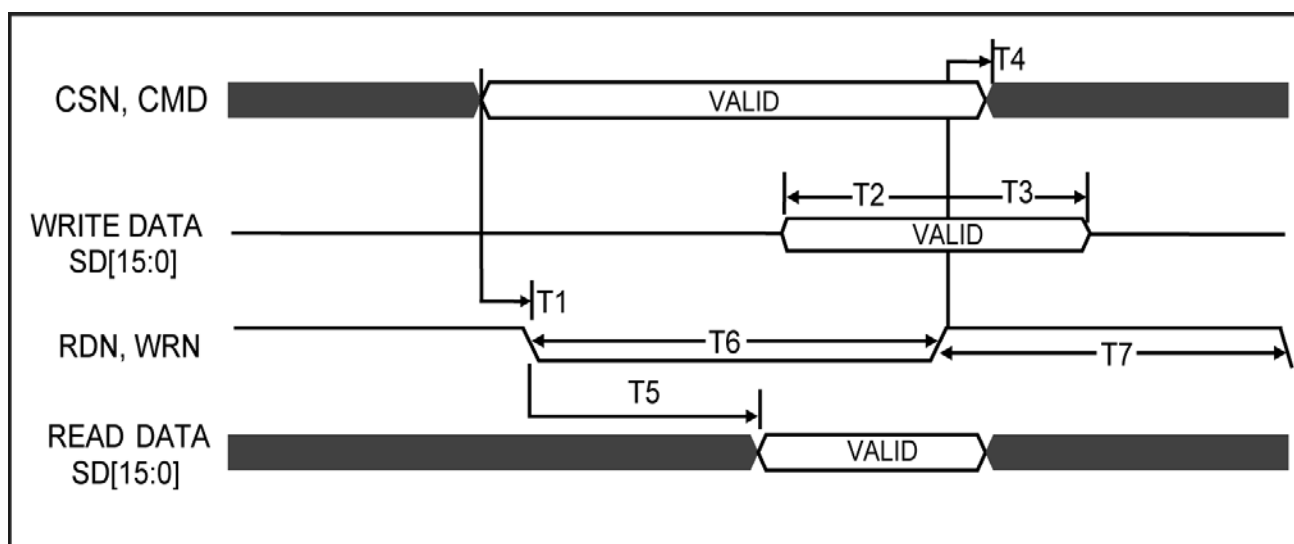 T4
CSN, CMD
VALID
T2
T3
WRITE DATA
SD[15:0]
VALID
T1
RDN, WRN
T6
T7
T5
READ DATA
SD[15:0]
VALID